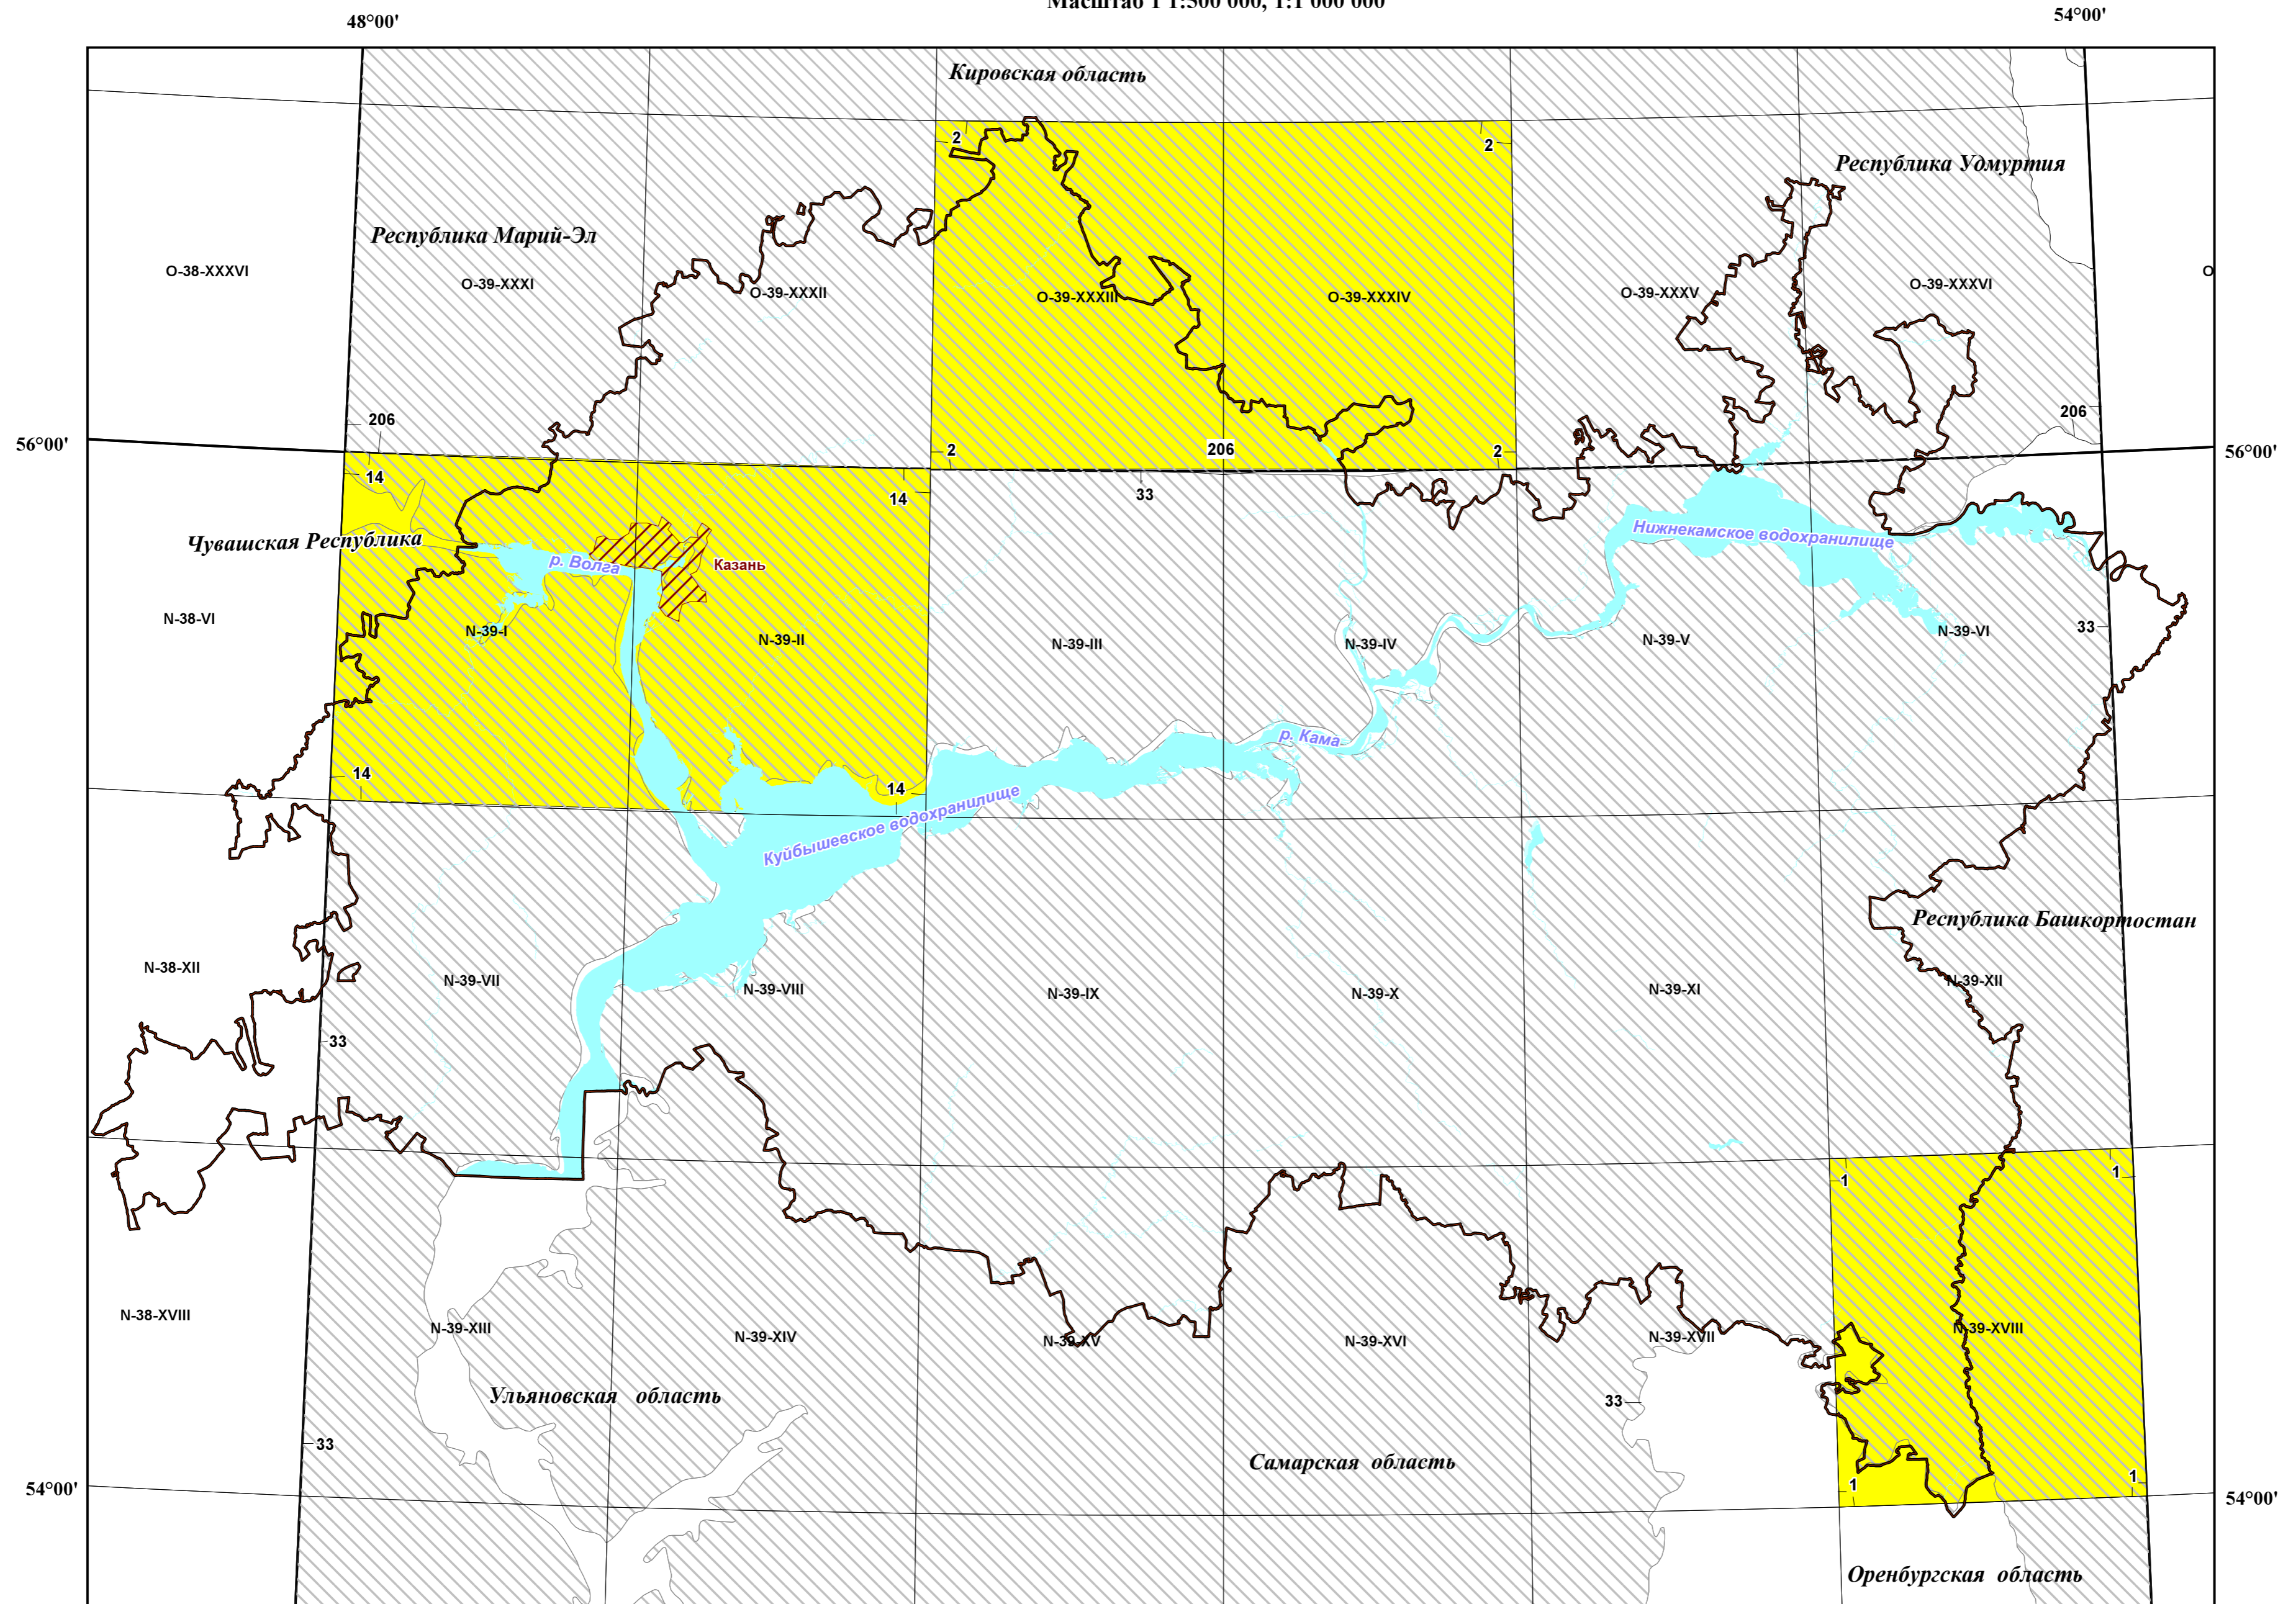 Масштаб 1 1:500 000, 1:1 000 000
48°00'
54°00'
Кировская область
2
2
Республика Удмуртия
Республика Марий-Эл
O-38-XXXVI
O-39-XXXI
O-39-XXXII
O-39-XXXIII
O-39-XXXIV
O-39-XXXV
O-39-XXXVI
O
206
206
56°00'
2
206
2
56°00'
14
14
33
Чувашская Республика
р. Волга
Казань
Нижнекамское водохранилище
N-38-VI
N-39-I
N-39-II
N-39-III
N-39-IV
N-39-V
N-39-VI
33
р. Кама
14
14
Куйбышевское водохранилище
Республика Башкортостан
N-38-XII
N-39-VII
N-39-VIII
N-39-IX
N-39-X
N-39-XI
N-39-XII
33
1
1
N-38-XVIII
N-39-XIII
N-39-XIV
N-39-XV
N-39-XVI
N-39-XVII
N-39-XVIII
Ульяновская область
33
33
Самарская область
1
1
54°00'
54°00'
Оренбургская область